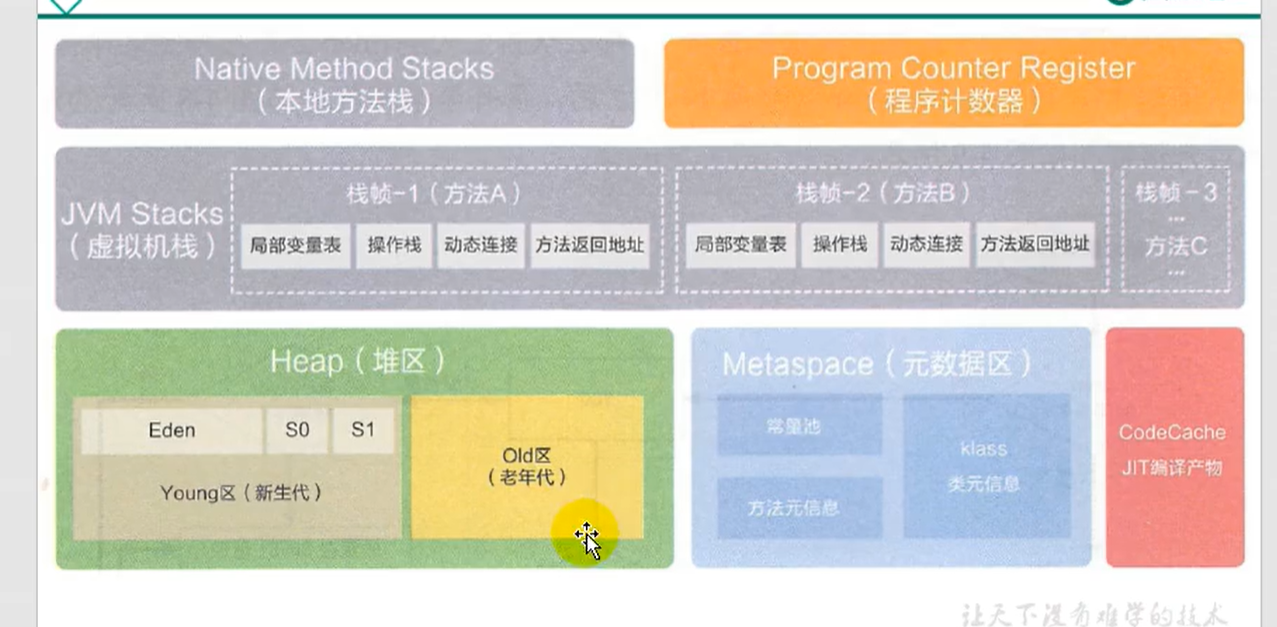 Native Method Stacks
（本地方法栈）
Program Counter Register
（程序计数器）
JVM Stacks
（虚拟机栈）
栈帧-1（方法A）
局部变量表
操作栈
动态连接
方法返回地址
栈帧-2（方法B）
局部变量表
操作栈
动态连接
方法返回地址
栈帧-3
...
方法C
...
Heap（堆区）
Eden
S0
S1
Young区（新生代）
Old区
（老年代）
Metaspace（元数据区）
常量池
方法元信息
klass
类元信息
CodeCache
JIT编译产物
让天下没有难学的技术